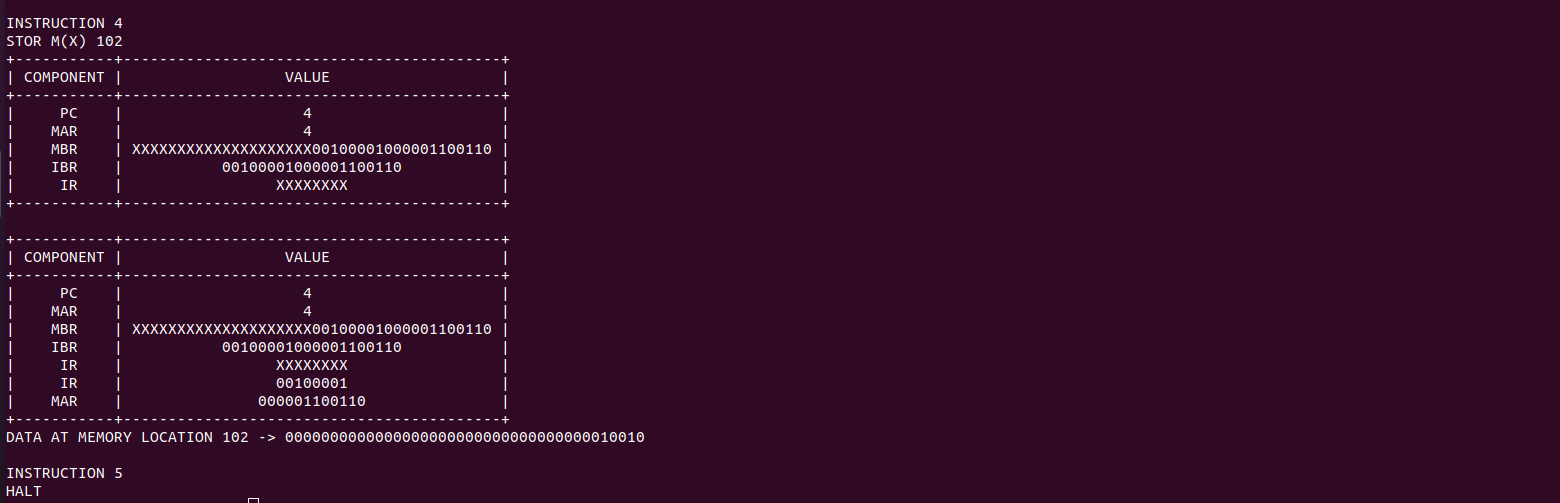 INSTRUCTION 4
STOR M(X) 102
+-----------+------------------------------------------+
| COMPONENT |                  VALUE                   |
+-----------+------------------------------------------+
|     PC    |                    4                     |
|    MAR    |                    4                     |
|    MBR    | XXXXXXXXXXXXXXXXXXXX00100001000001100110 |
|    IBR    |           00100001000001100110           |
|     IR    |                 XXXXXXXX                 |
+-----------+------------------------------------------+
+-----------+------------------------------------------+
| COMPONENT |                  VALUE                   |
+-----------+------------------------------------------+
|     PC    |                    4                     |
|    MAR    |                    4                     |
|    MBR    | XXXXXXXXXXXXXXXXXXXX00100001000001100110 |
|    IBR    |           00100001000001100110           |
|     IR    |                 XXXXXXXX                 |
|     IR    |                 00100001                 |
|    MAR    |               000001100110               |
+-----------+------------------------------------------+
DATA AT MEMORY LOCATION 102 -> 0000000000000000000000000000000000010010
INSTRUCTION 5
HALT